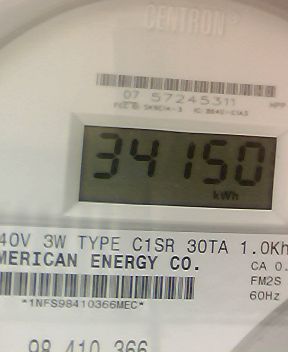 CENTRON®
07 57245311
MPP
34150
kWh
40V 3W TYPE C1SR 30TA 1.0Kh
MERICAN ENERGY CO.
CA 0.
FM2S
*1NFS98410366MEC*
60Hz
98 410 366